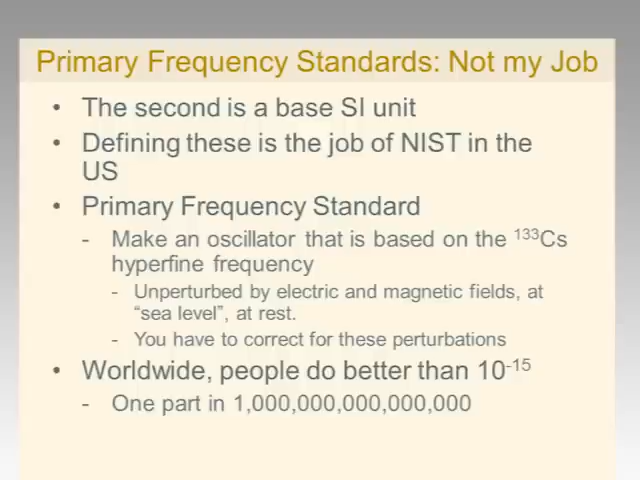 Primary Frequency Standards: Not my Job
• The second is a base SI unit
• Defining these is the job of NIST in the
US
• Primary Frequency Standard
- Make an oscillator that is based on the ¹³³Cs
hyperfine frequency
- Unperturbed by electric and magnetic fields, at
“sea level”, at rest.
- You have to correct for these perturbations
• Worldwide, people do better than 10⁻¹⁵
- One part in 1,000,000,000,000,000